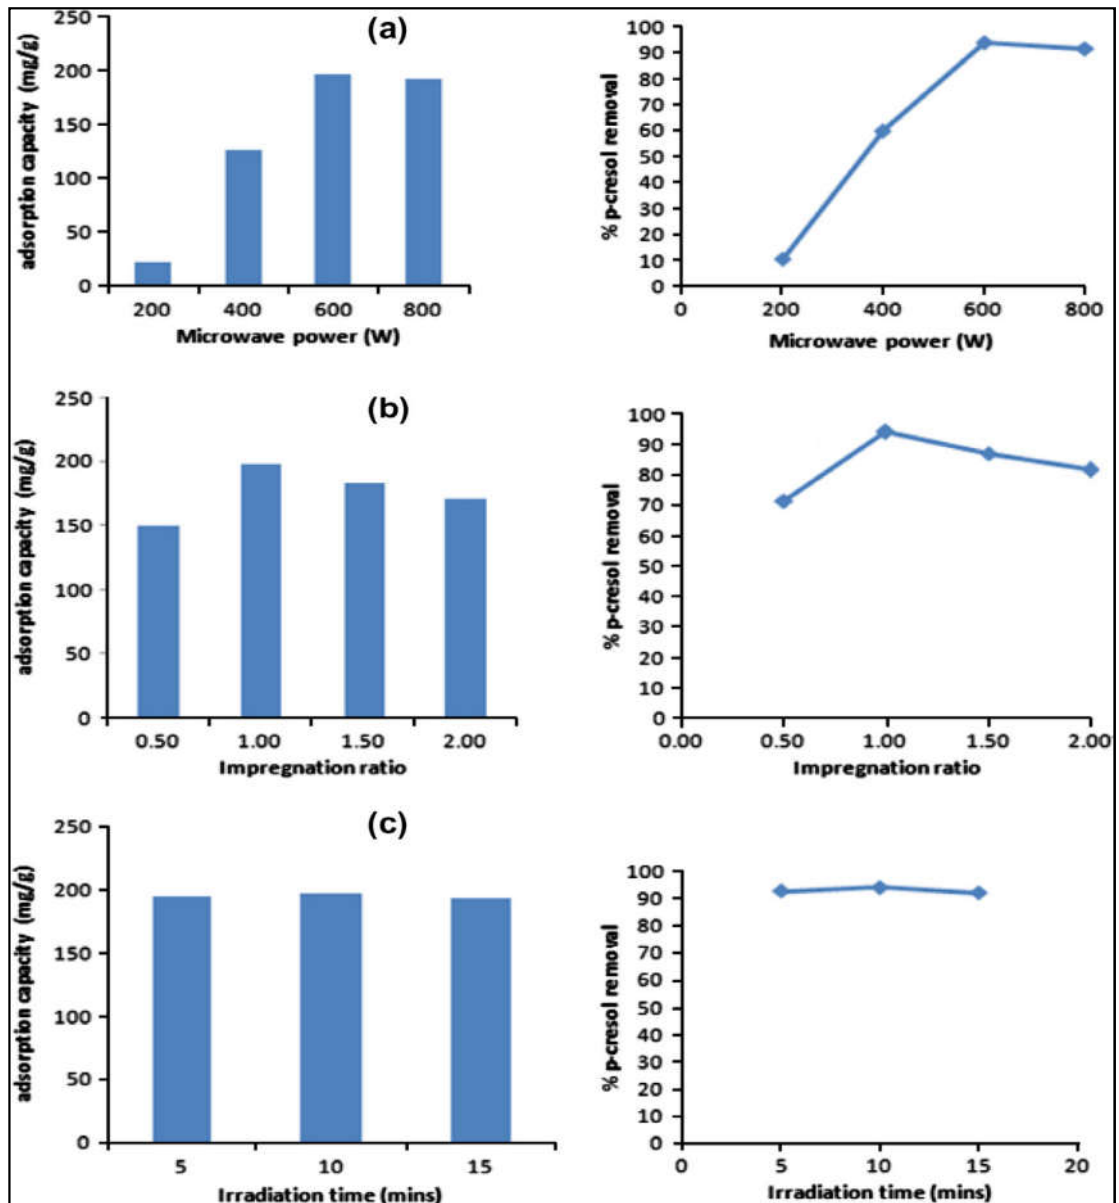 (a)
adsorption capacity (mg/g)
250
200
150
100
50
0
200 400 600 800
Microwave power (W)
% p-cresol removal
100
90
80
70
60
50
40
30
20
10
0
0 200 400 600 800
Microwave power (W)
(b)
adsorption capacity (mg/g)
250
200
150
100
50
0
0.50 1.00 1.50 2.00
Impregnation ratio
% p-cresol removal
100
90
80
70
60
50
40
30
20
10
0
0.00 0.50 1.00 1.50 2.00
Impregnation ratio
(c)
adsorption capacity (mg/g)
250
200
150
100
50
0
5 10 15
Irradiation time (mins)
% p-cresol removal
100
90
80
70
60
50
40
30
20
10
0
0 5 10 15 20
Irradiation time (mins)